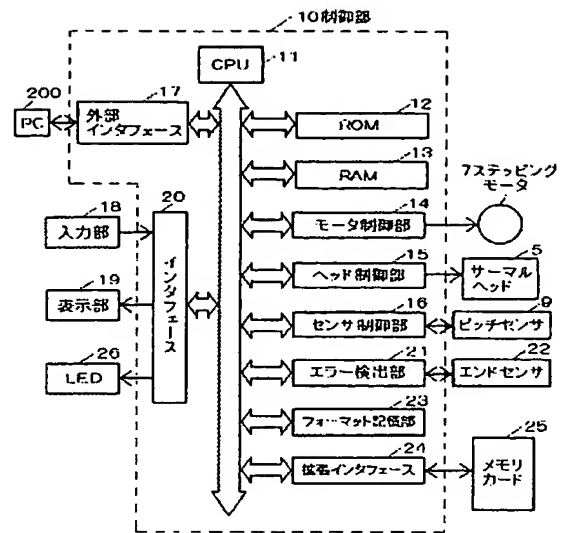 10制御部
CPU
11
200
PC
17
外部
インタフェース
12
ROM
13
RAM
14
モータ制御部
7ステッピング
モータ
18
入力部
20
インタフェース
15
ヘッド制御部
5
サーマル
ヘッド
19
表示部
16
センサ制御部
9
ピッチセンサ
26
LED
21
エラー検出部
22
エンドセンサ
23
フォーマット記憶部
24
拡張インタフェース
25
メモリ
カード